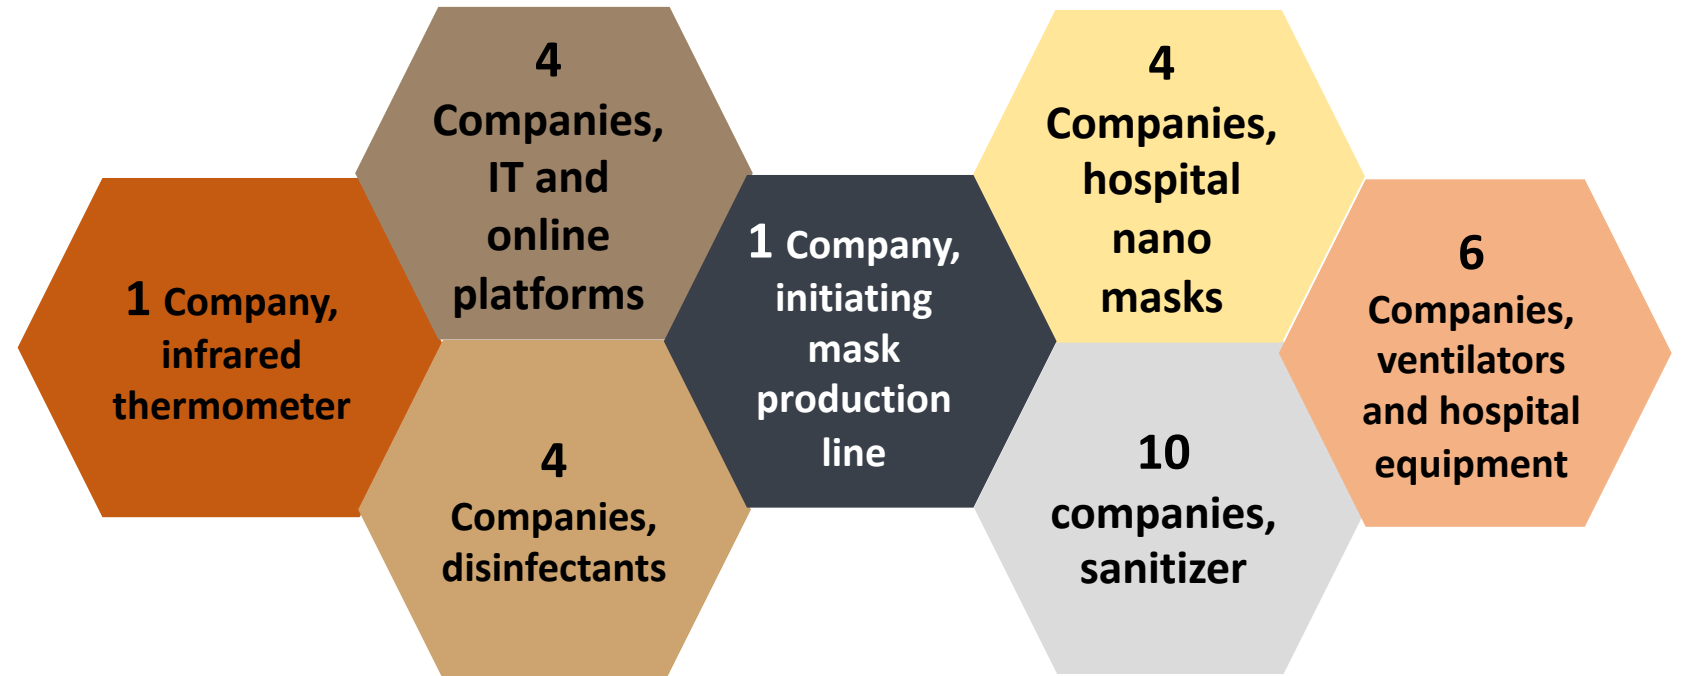 1 Company,
infrared
thermometer
4
Companies,
IT and
online
platforms
4
Companies,
disinfectants
1 Company,
initiating
mask
production
line
4
Companies,
hospital
nano
masks
10
companies,
sanitizer
6
Companies,
ventilators
and hospital
equipment